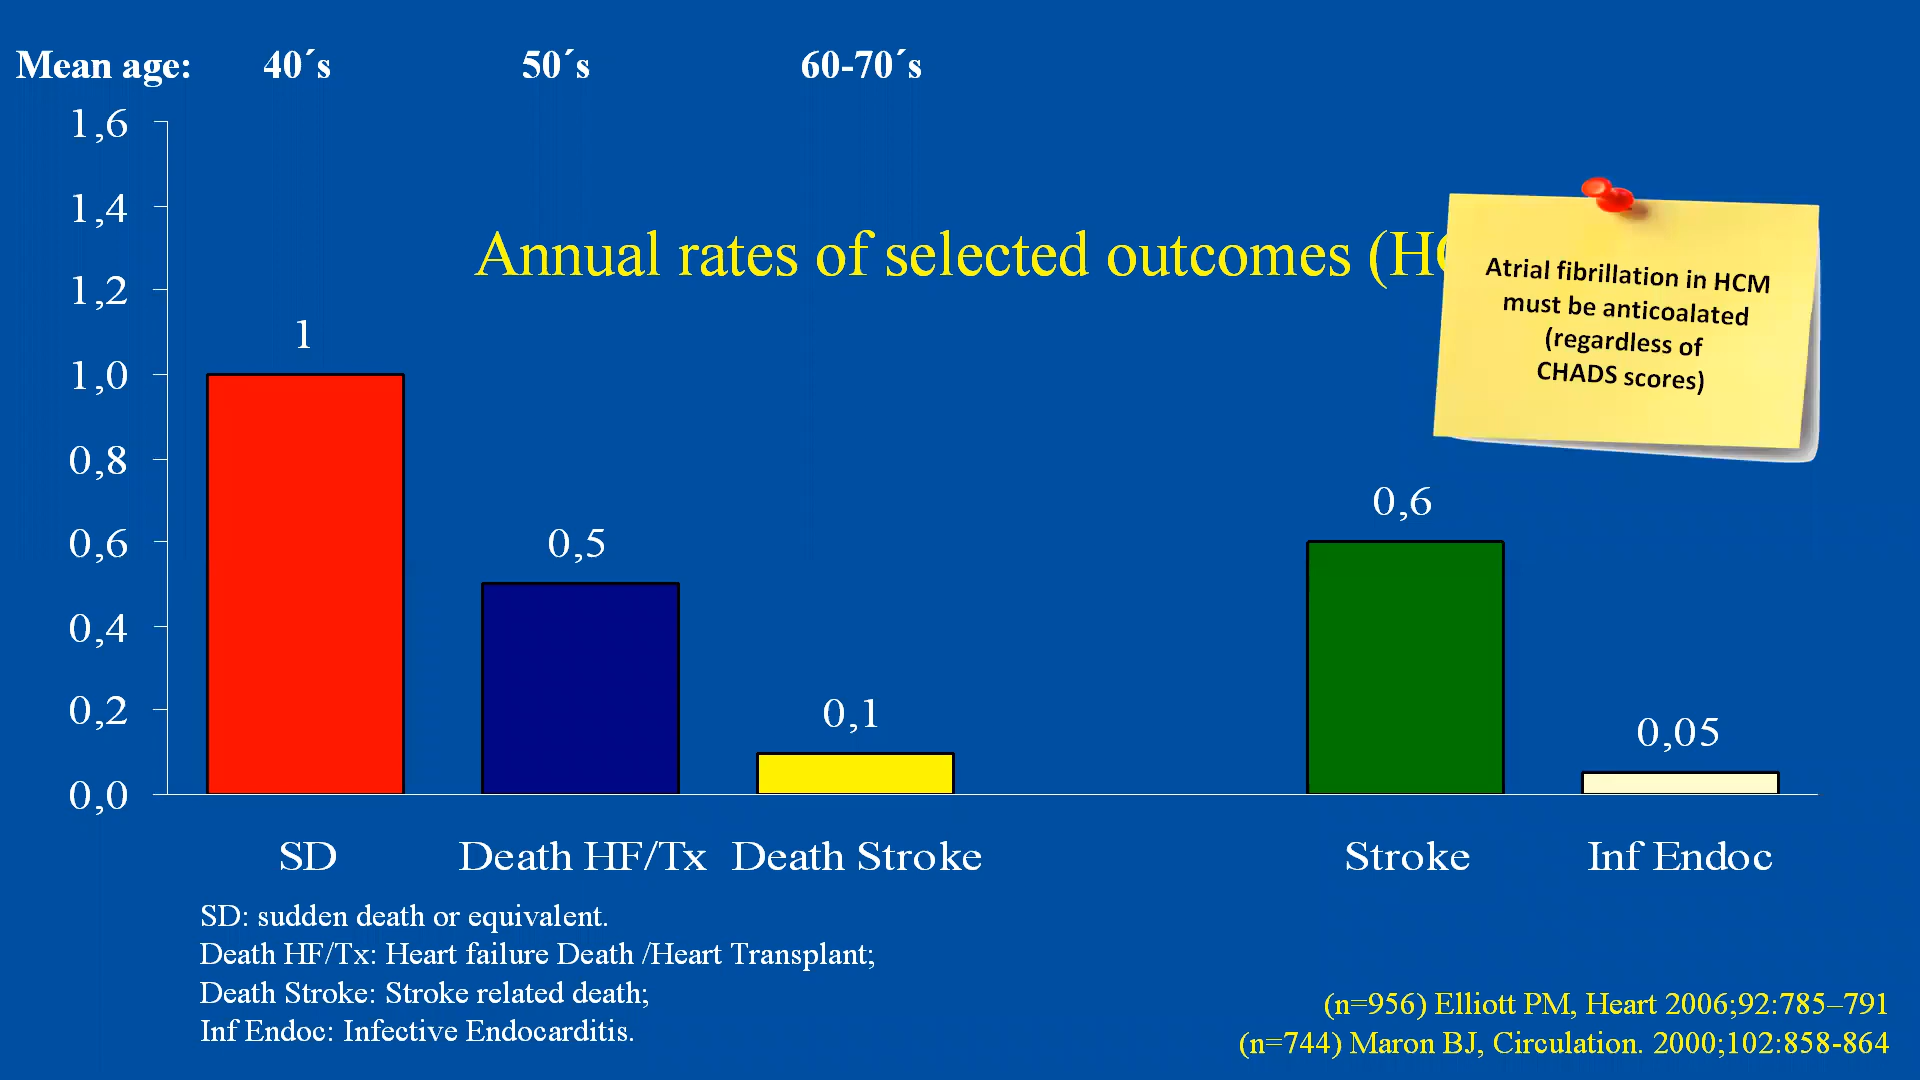 Mean age: 40´s 50´s 60-70´s
1,6
1,4
1,2
1,0
0,8
0,6
0,4
0,2
0,0
Annual rates of selected outcomes
Atrial fibrillation in HCM
must be anticoalated
(regardless of
CHADS scores)
1
0,5
0,1
0,6
0,05
SD Death HF/Tx Death Stroke Stroke Inf Endoc
SD: sudden death or equivalent.
Death HF/Tx: Heart failure Death /Heart Transplant;
Death Stroke: Stroke related death;
Inf Endoc: Infective Endocarditis.
(n=956) Elliott PM, Heart 2006;92:785–791
(n=744) Maron BJ, Circulation. 2000;102:858-864